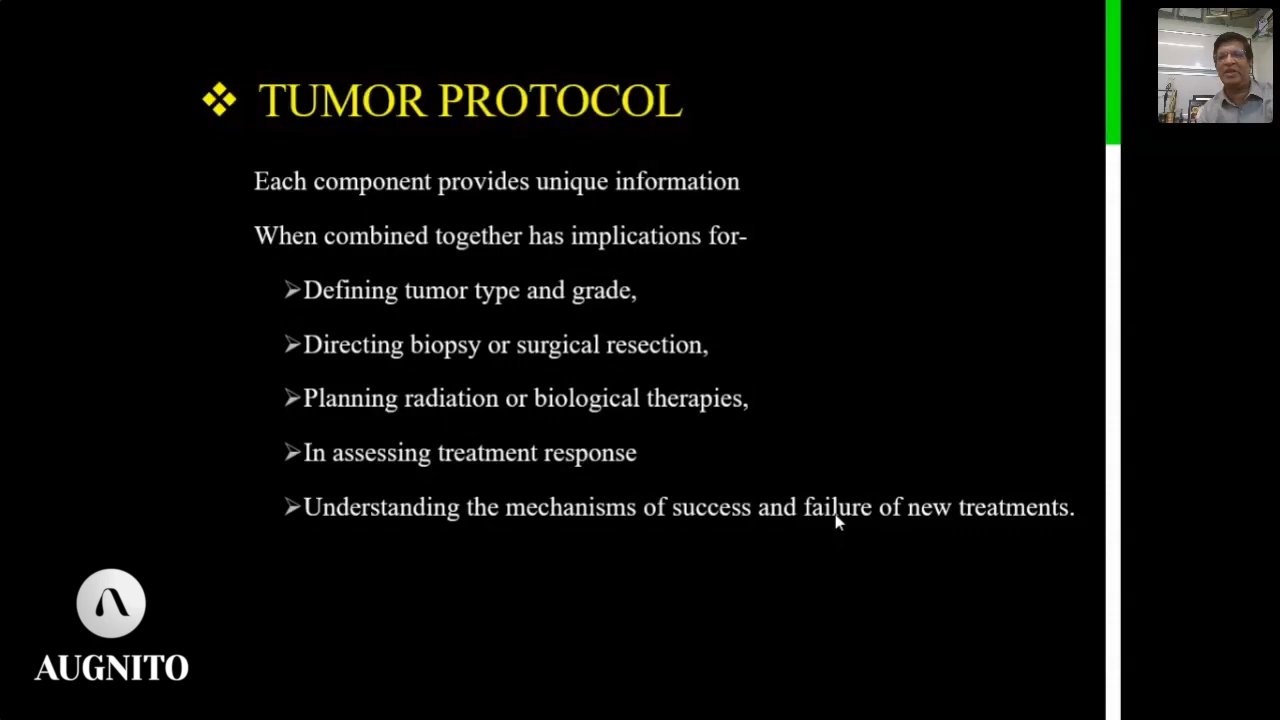 TUMOR PROTOCOL
Each component provides unique information
When combined together has implications for-
Defining tumor type and grade,
Directing biopsy or surgical resection,
Planning radiation or biological therapies,
In assessing treatment response
Understanding the mechanisms of success and failure of new treatments.
AUGNITO